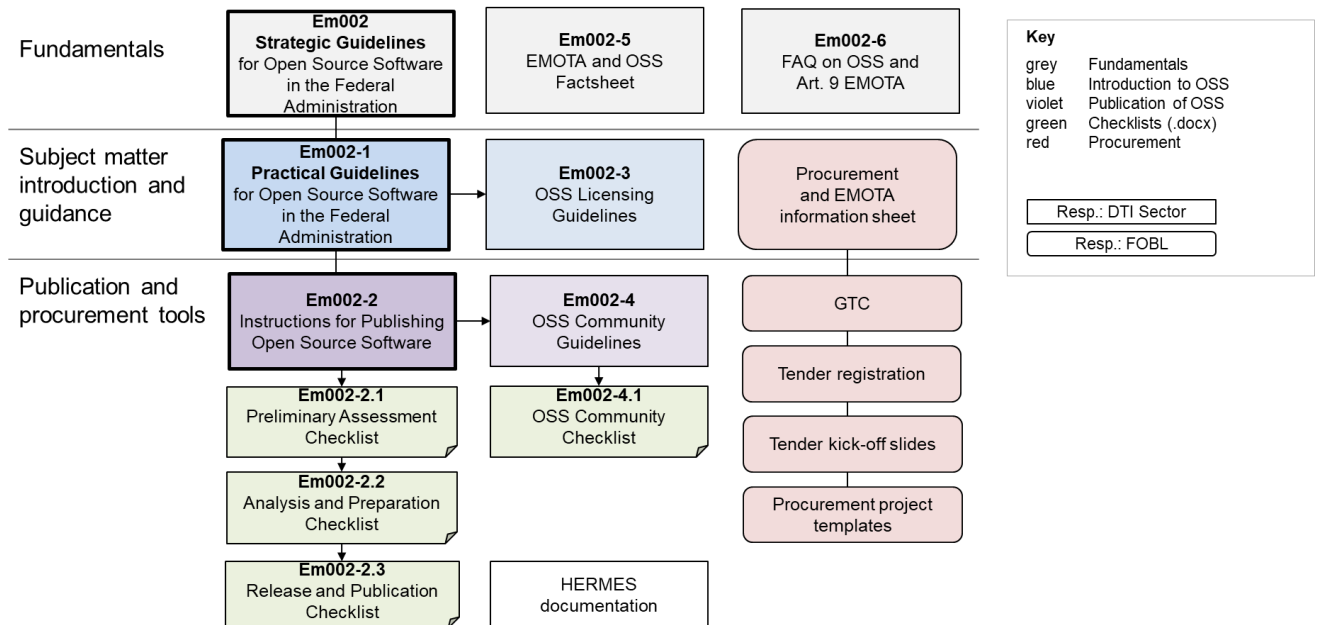 Fundamentals
Em002
Strategic Guidelines
for Open Source Software
in the Federal
Administration
Em002-5
EMOTA and OSS
Factsheet
Em002-6
FAQ on OSS and
Art. 9 EMOTA
Key
grey Fundamentals
blue Introduction to OSS
violet Publication of OSS
green Checklists (.docx)
red Procurement
Resp.: DTI Sector
Resp.: FOBL
Subject matter
introduction and
guidance
Em002-1
Practical Guidelines
for Open Source Software
in the Federal
Administration
Em002-3
OSS Licensing
Guidelines
Procurement
and EMOTA
information sheet
Publication and
procurement tools
Em002-2
Instructions for Publishing
Open Source Software
Em002-4
OSS Community
Guidelines
GTC
Tender registration
Tender kick-off slides
Procurement project
templates
Em002-2.1
Preliminary Assessment
Checklist
Em002-4.1
OSS Community
Checklist
Em002-2.2
Analysis and Preparation
Checklist
Em002-2.3
Release and Publication
Checklist
HERMES
documentation